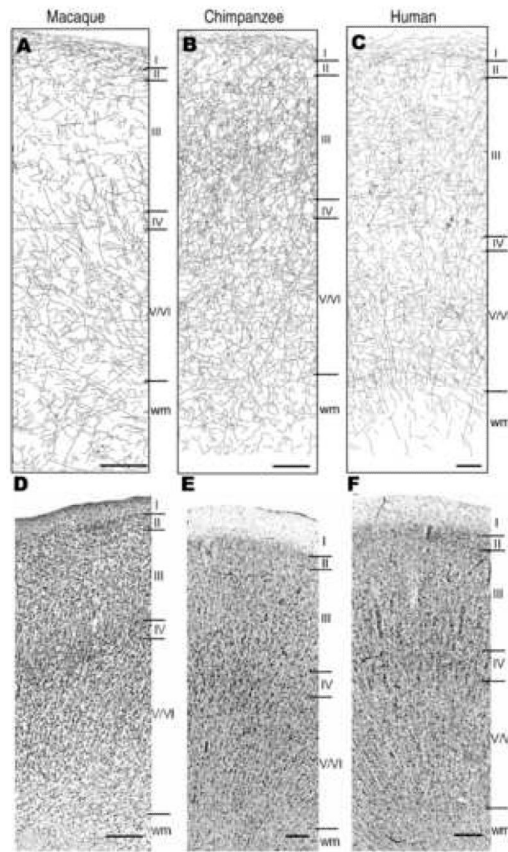 Macaque Chimpanzee Human
A B C
I I I
II II II
III III III
IV IV IV
V/VI V/VI V/VI
wm wm wm
D E F
I I I
II II II
III III III
IV IV IV
V/VI V/VI V/V
wm wm wm